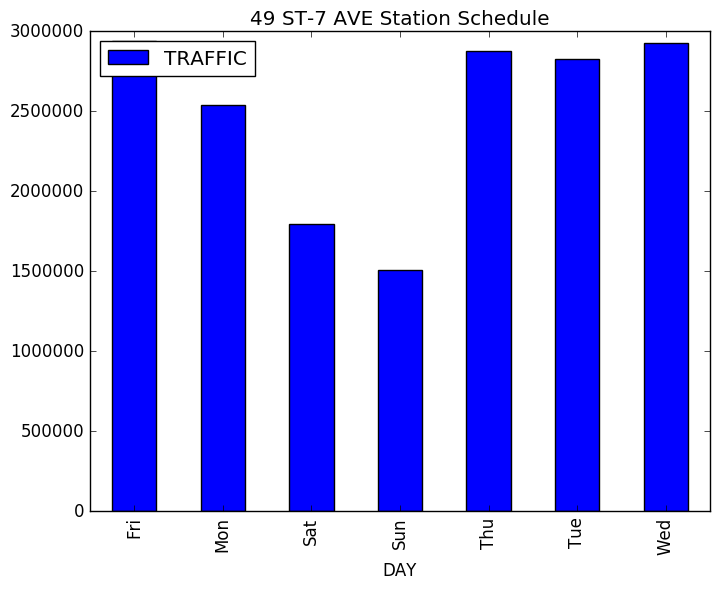 49 ST-7 AVE Station Schedule
3000000
TRAFFIC
2500000
2000000
1500000
1000000
500000
0
Fri
Mon
Sat
Sun
Thu
Tue
Wed
DAY